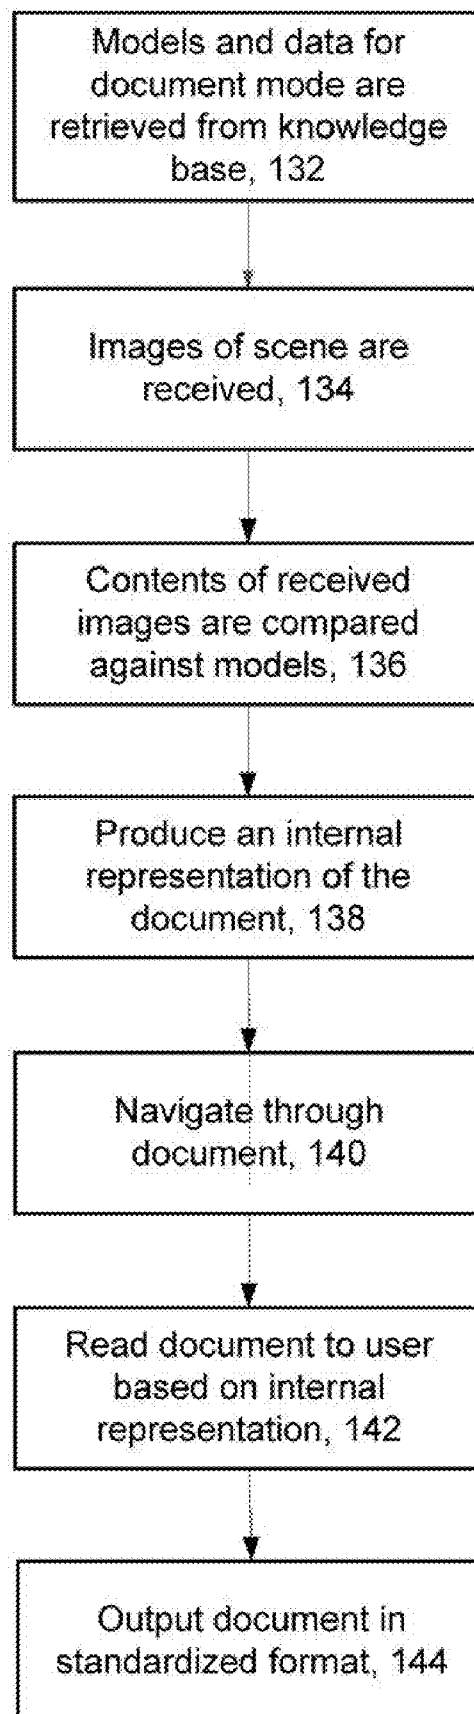 Models and data for
document mode are
retrieved from knowledge
base, 132
Images of scene are
received, 134
Contents of received
images are compared
against models, 136
Produce an internal
representation of the
document, 138
Navigate through
document, 140
Read document to user
based on internal
representation, 142
Output document in
standardized format, 144